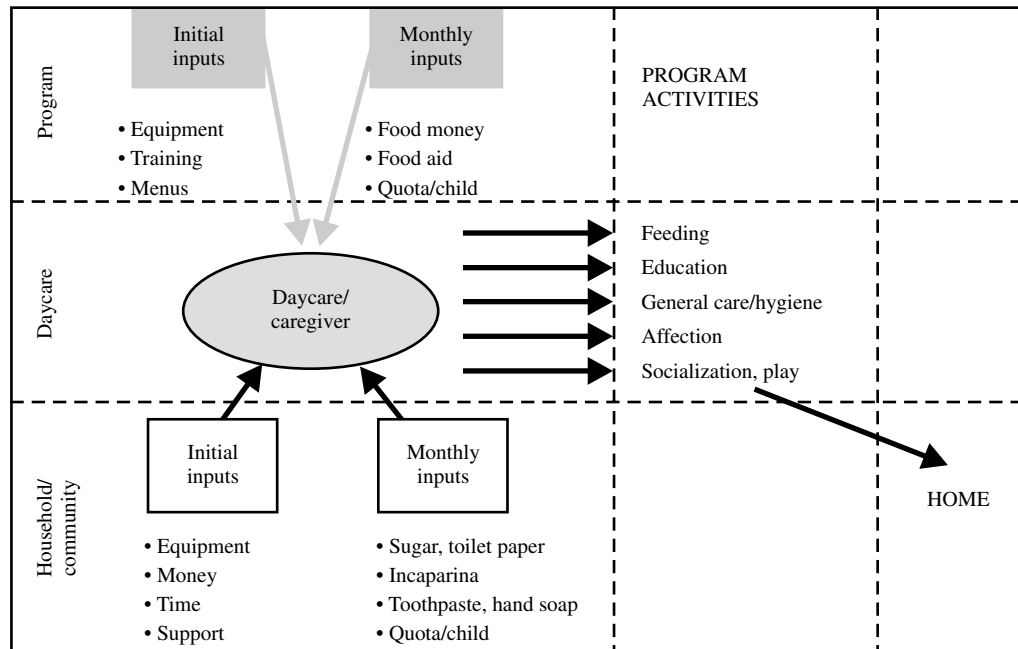 Program
Initial
inputs
Monthly
inputs
PROGRAM
ACTIVITIES
• Equipment
• Training
• Menus
• Food money
• Food aid
• Quota/child
Daycare
Daycare/
caregiver
Feeding
Education
General care/hygiene
Affection
Socialization, play
Household/
community
Initial
inputs
Monthly
inputs
HOME
• Equipment
• Money
• Time
• Support
• Sugar, toilet paper
• Incaparina
• Toothpaste, hand soap
• Quota/child